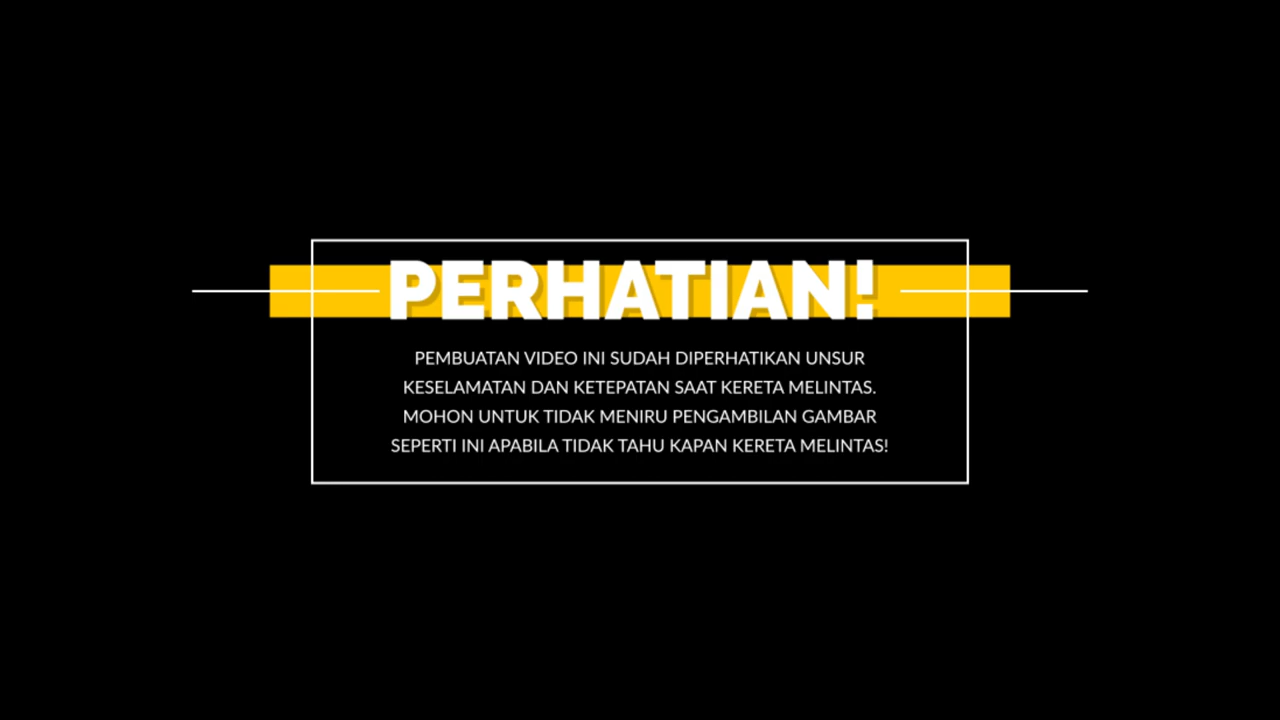 PERHATIAN!
PEMBUATAN VIDEO INI SUDAH DIPERHATIKAN UNSUR
KESELAMATAN DAN KETEPATAN SAAT KERETA MELINTAS.
MOHON UNTUK TIDAK MENIRU PENGAMBILAN GAMBAR
SEPERTI INI APABILA TIDAK TAHU KAPAN KERETA MELINTAS!